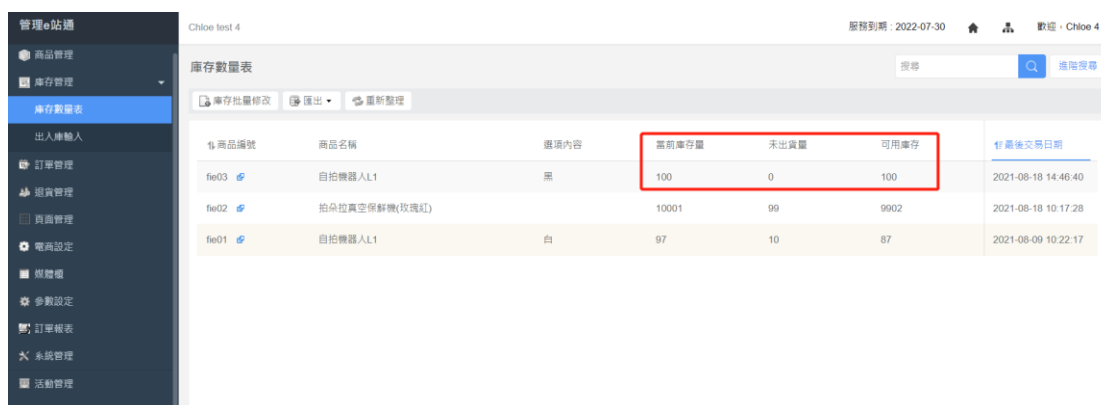 管理e站通
Chloe test 4 服務到期 : 2022-07-30 歡迎，Chloe 4
商品管理
庫存管理
庫存數量表
出入庫輸入
訂單管理
退貨管理
頁面管理
電商設定
媒體櫃
參數設定
訂單報表
系統管理
活動管理
庫存數量表 搜尋 進階搜尋
庫存批量修改 匯出 重新整理
商品編號 商品名稱 選項內容 當前庫存量 未出貨量 可用庫存 最後交易日期
fie03 自拍機器人L1 黑 100 0 100 2021-08-18 14:46:40
fie02 拍朵拉真空保鮮機(玫瑰紅) 10001 99 9902 2021-08-18 10:17:28
fie01 自拍機器人L1 白 97 10 87 2021-08-09 10:22:17